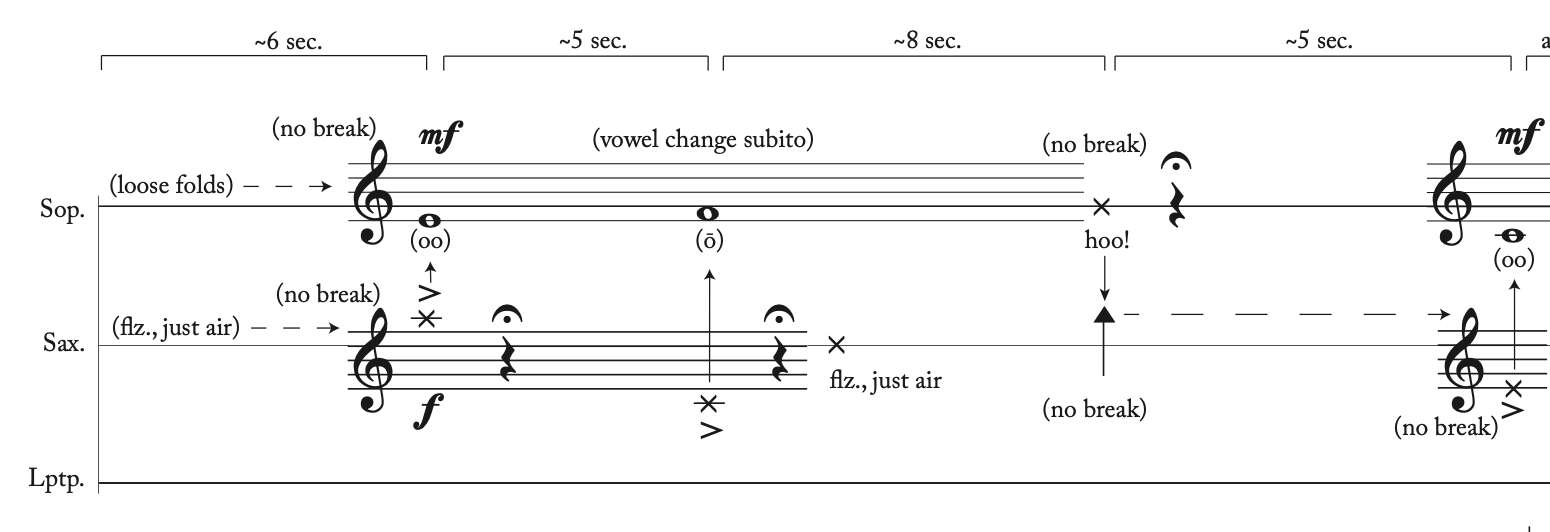 ~6 sec. ~5 sec. ~8 sec. ~5 sec. a
(no break) mf (vowel change subito) (no break) mf
(loose folds)
Sop.
(oo) (ō) hoo! (oo)
(no break)
(flz., just air)
Sax.
flz., just air
f (no break) (no break)
Lptp.